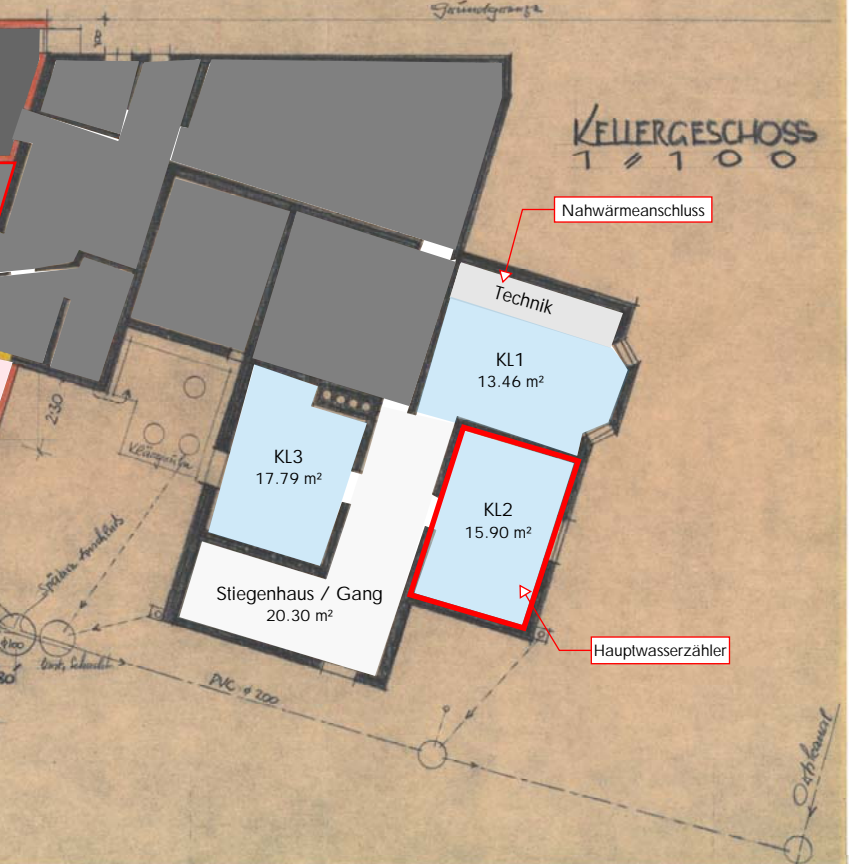 Grundgrenze
KELLERGESCHOSS
1 : 100
Nahwärmeanschluss
Technik
KL1
13.46 m²
2.30
Klärgrube
KL3
17.79 m²
KL2
15.90 m²
Stiegenhaus / Gang
20.30 m²
Hauptwasserzähler
PVC ⌀ 200
Ortskanal